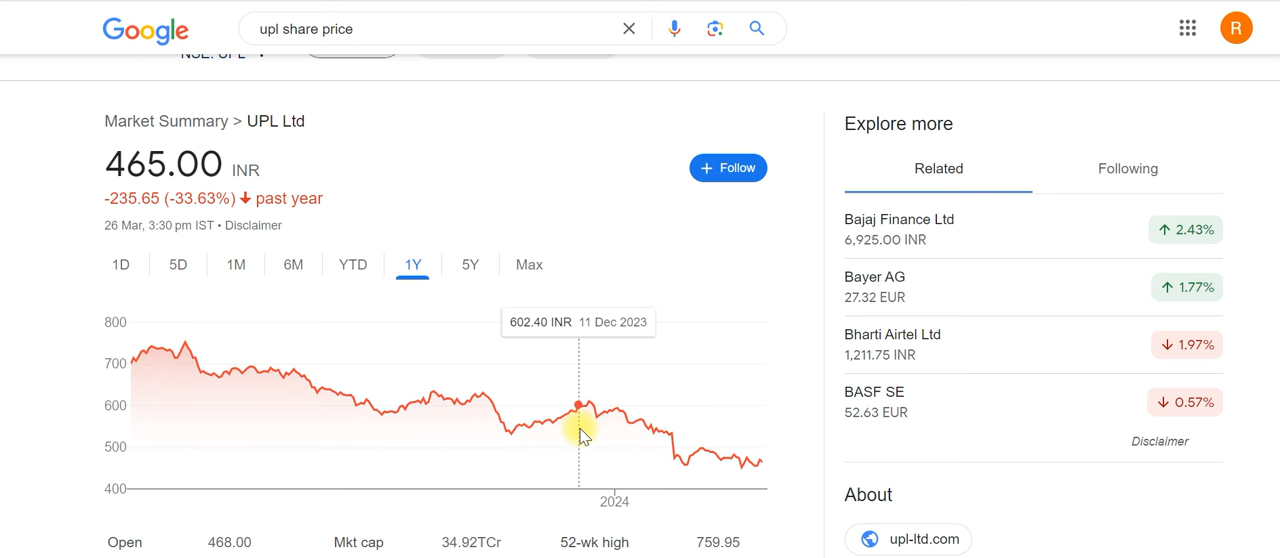 Google
upl share price
R
NSE: UPL
Market Summary > UPL Ltd
465.00 INR
-235.65 (-33.63%) ↓ past year
26 Mar, 3:30 pm IST • Disclaimer
+ Follow
1D 5D 1M 6M YTD 1Y 5Y Max
602.40 INR 11 Dec 2023
800
700
600
500
400
2024
Open 468.00 Mkt cap 34.92TCr 52-wk high 759.95
Explore more
Related Following
Bajaj Finance Ltd
6,925.00 INR
↑ 2.43%
Bayer AG
27.32 EUR
↑ 1.77%
Bharti Airtel Ltd
1,211.75 INR
↓ 1.97%
BASF SE
52.63 EUR
↓ 0.57%
Disclaimer
About
upl-ltd.com